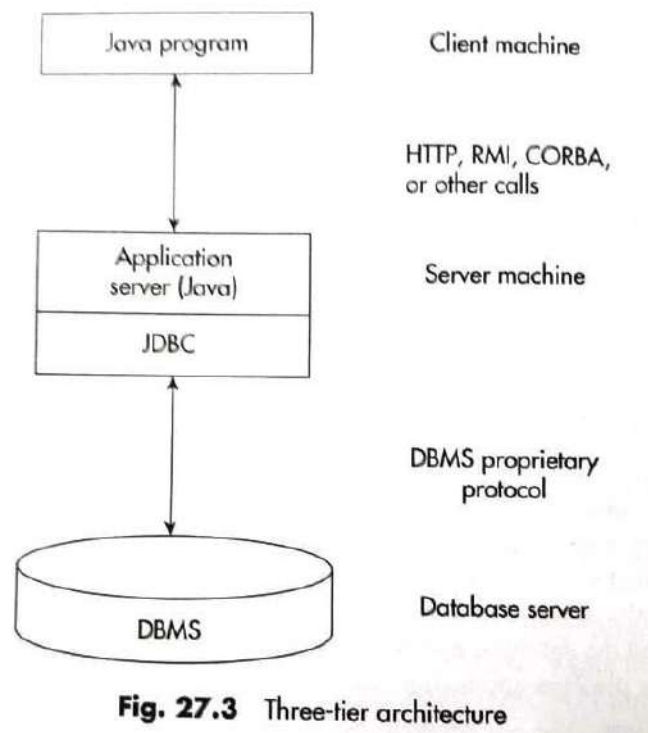 Java program
Client machine
HTTP, RMI, CORBA,
or other calls
Application
server (Java)
Server machine
JDBC
DBMS proprietary
protocol
DBMS
Database server
Fig. 27.3 Three-tier architecture